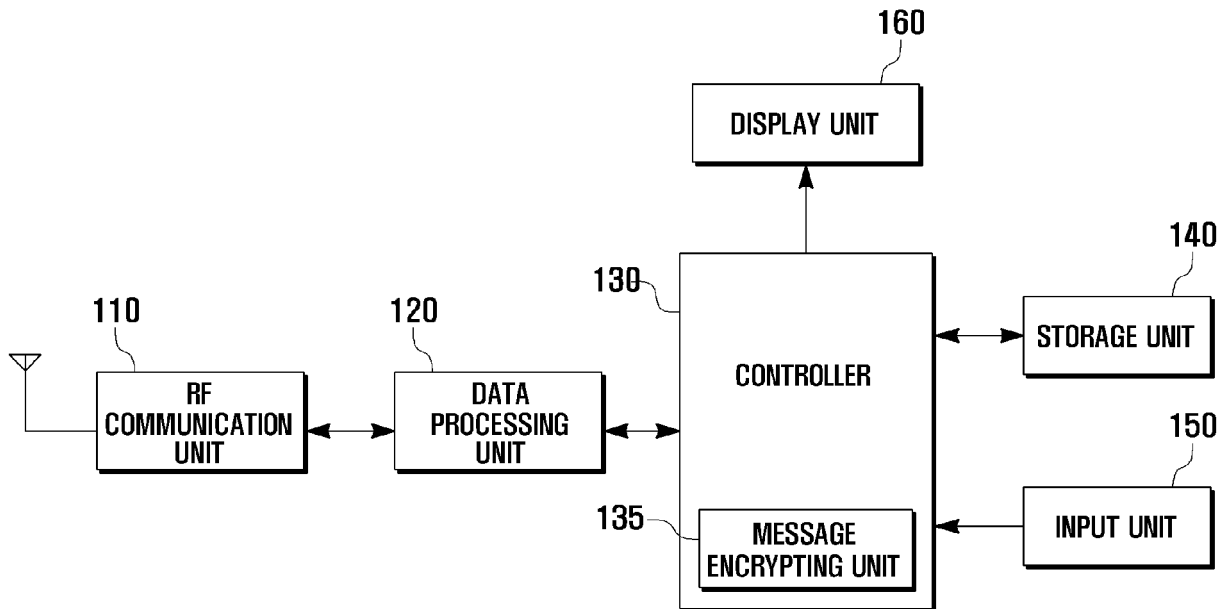 160
DISPLAY UNIT
140
130
110
120
STORAGE UNIT
CONTROLLER
RF
COMMUNICATION
UNIT
DATA
PROCESSING
UNIT
150
135
MESSAGE
ENCRYPTING UNIT
INPUT UNIT